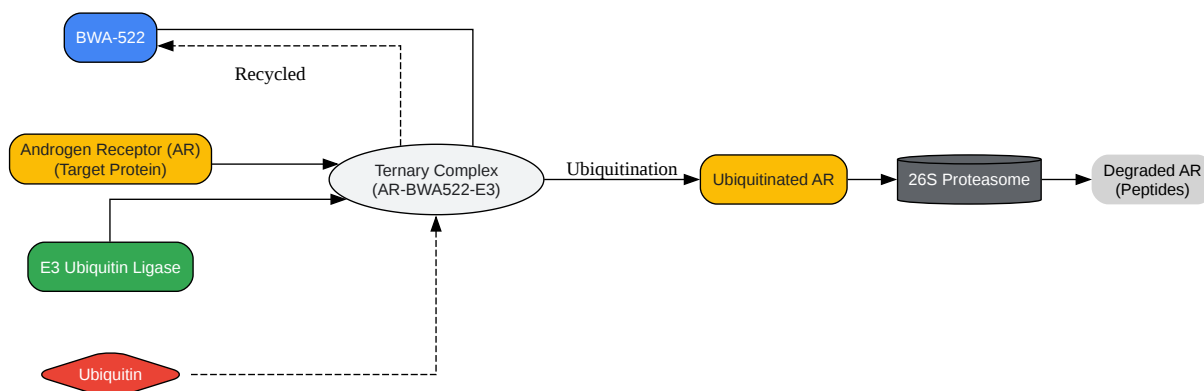 BWA-522
Recycled
Androgen Receptor (AR)
(Target Protein)
Ternary Complex
(AR-BWA522-E3)
Ubiquitination
Ubiquitinated AR
26S Proteasome
Degraded AR
(Peptides)
E3 Ubiquitin Ligase
Ubiquitin